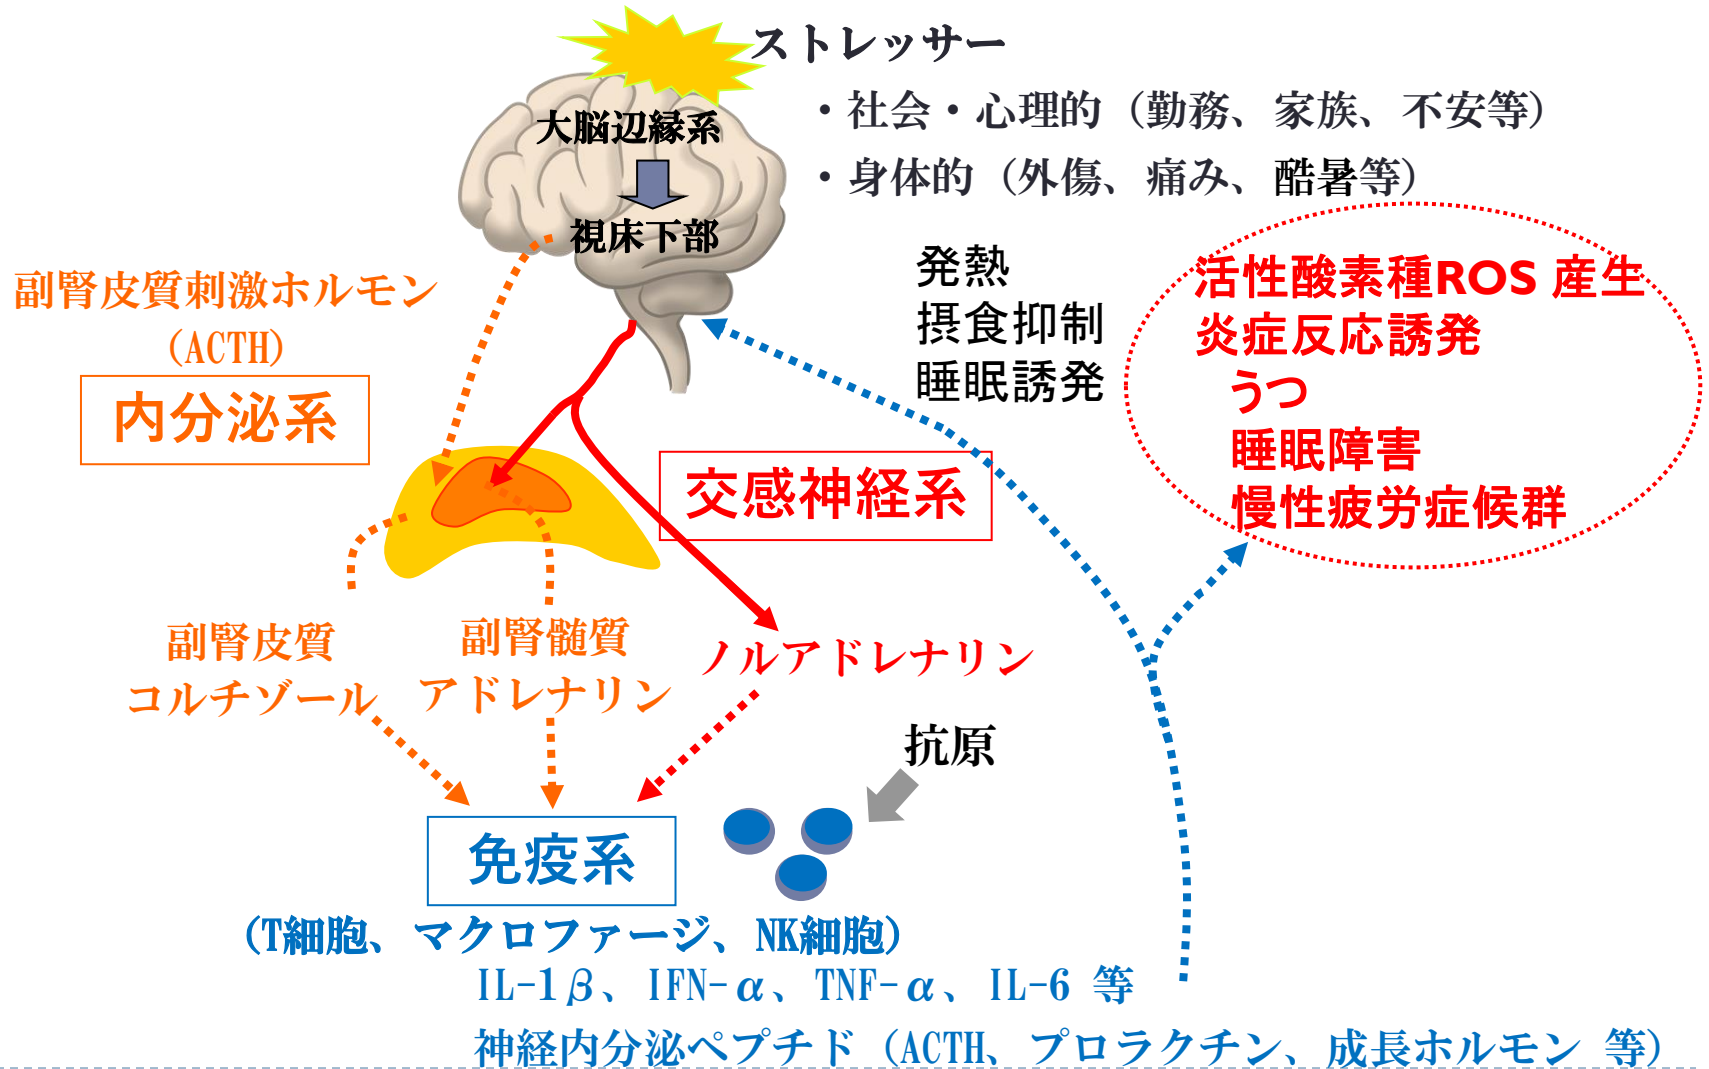 ストレッサー
・社会・心理的（勤務、家族、不安等）
・身体的（外傷、痛み、酷暑等）
大脳辺縁系
視床下部
副腎皮質刺激ホルモン
(ACTH)
内分泌系
発熱
摂食抑制
睡眠誘発
活性酸素種ROS 産生
炎症反応誘発
うつ
睡眠障害
慢性疲労症候群
交感神経系
副腎皮質
コルチゾール
副腎髄質
アドレナリン
ノルアドレナリン
抗原
免疫系
（T細胞、マクロファージ、NK細胞）
IL-1β、IFN-α、TNF-α、IL-6 等
神経内分泌ペプチド（ACTH、プロラクチン、成長ホルモン 等）